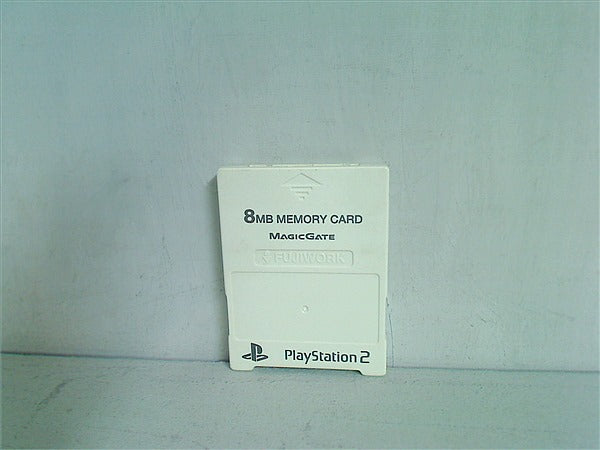 8MB MEMORY CARD
MAGICGATE
FUJIWORK
PlayStation 2